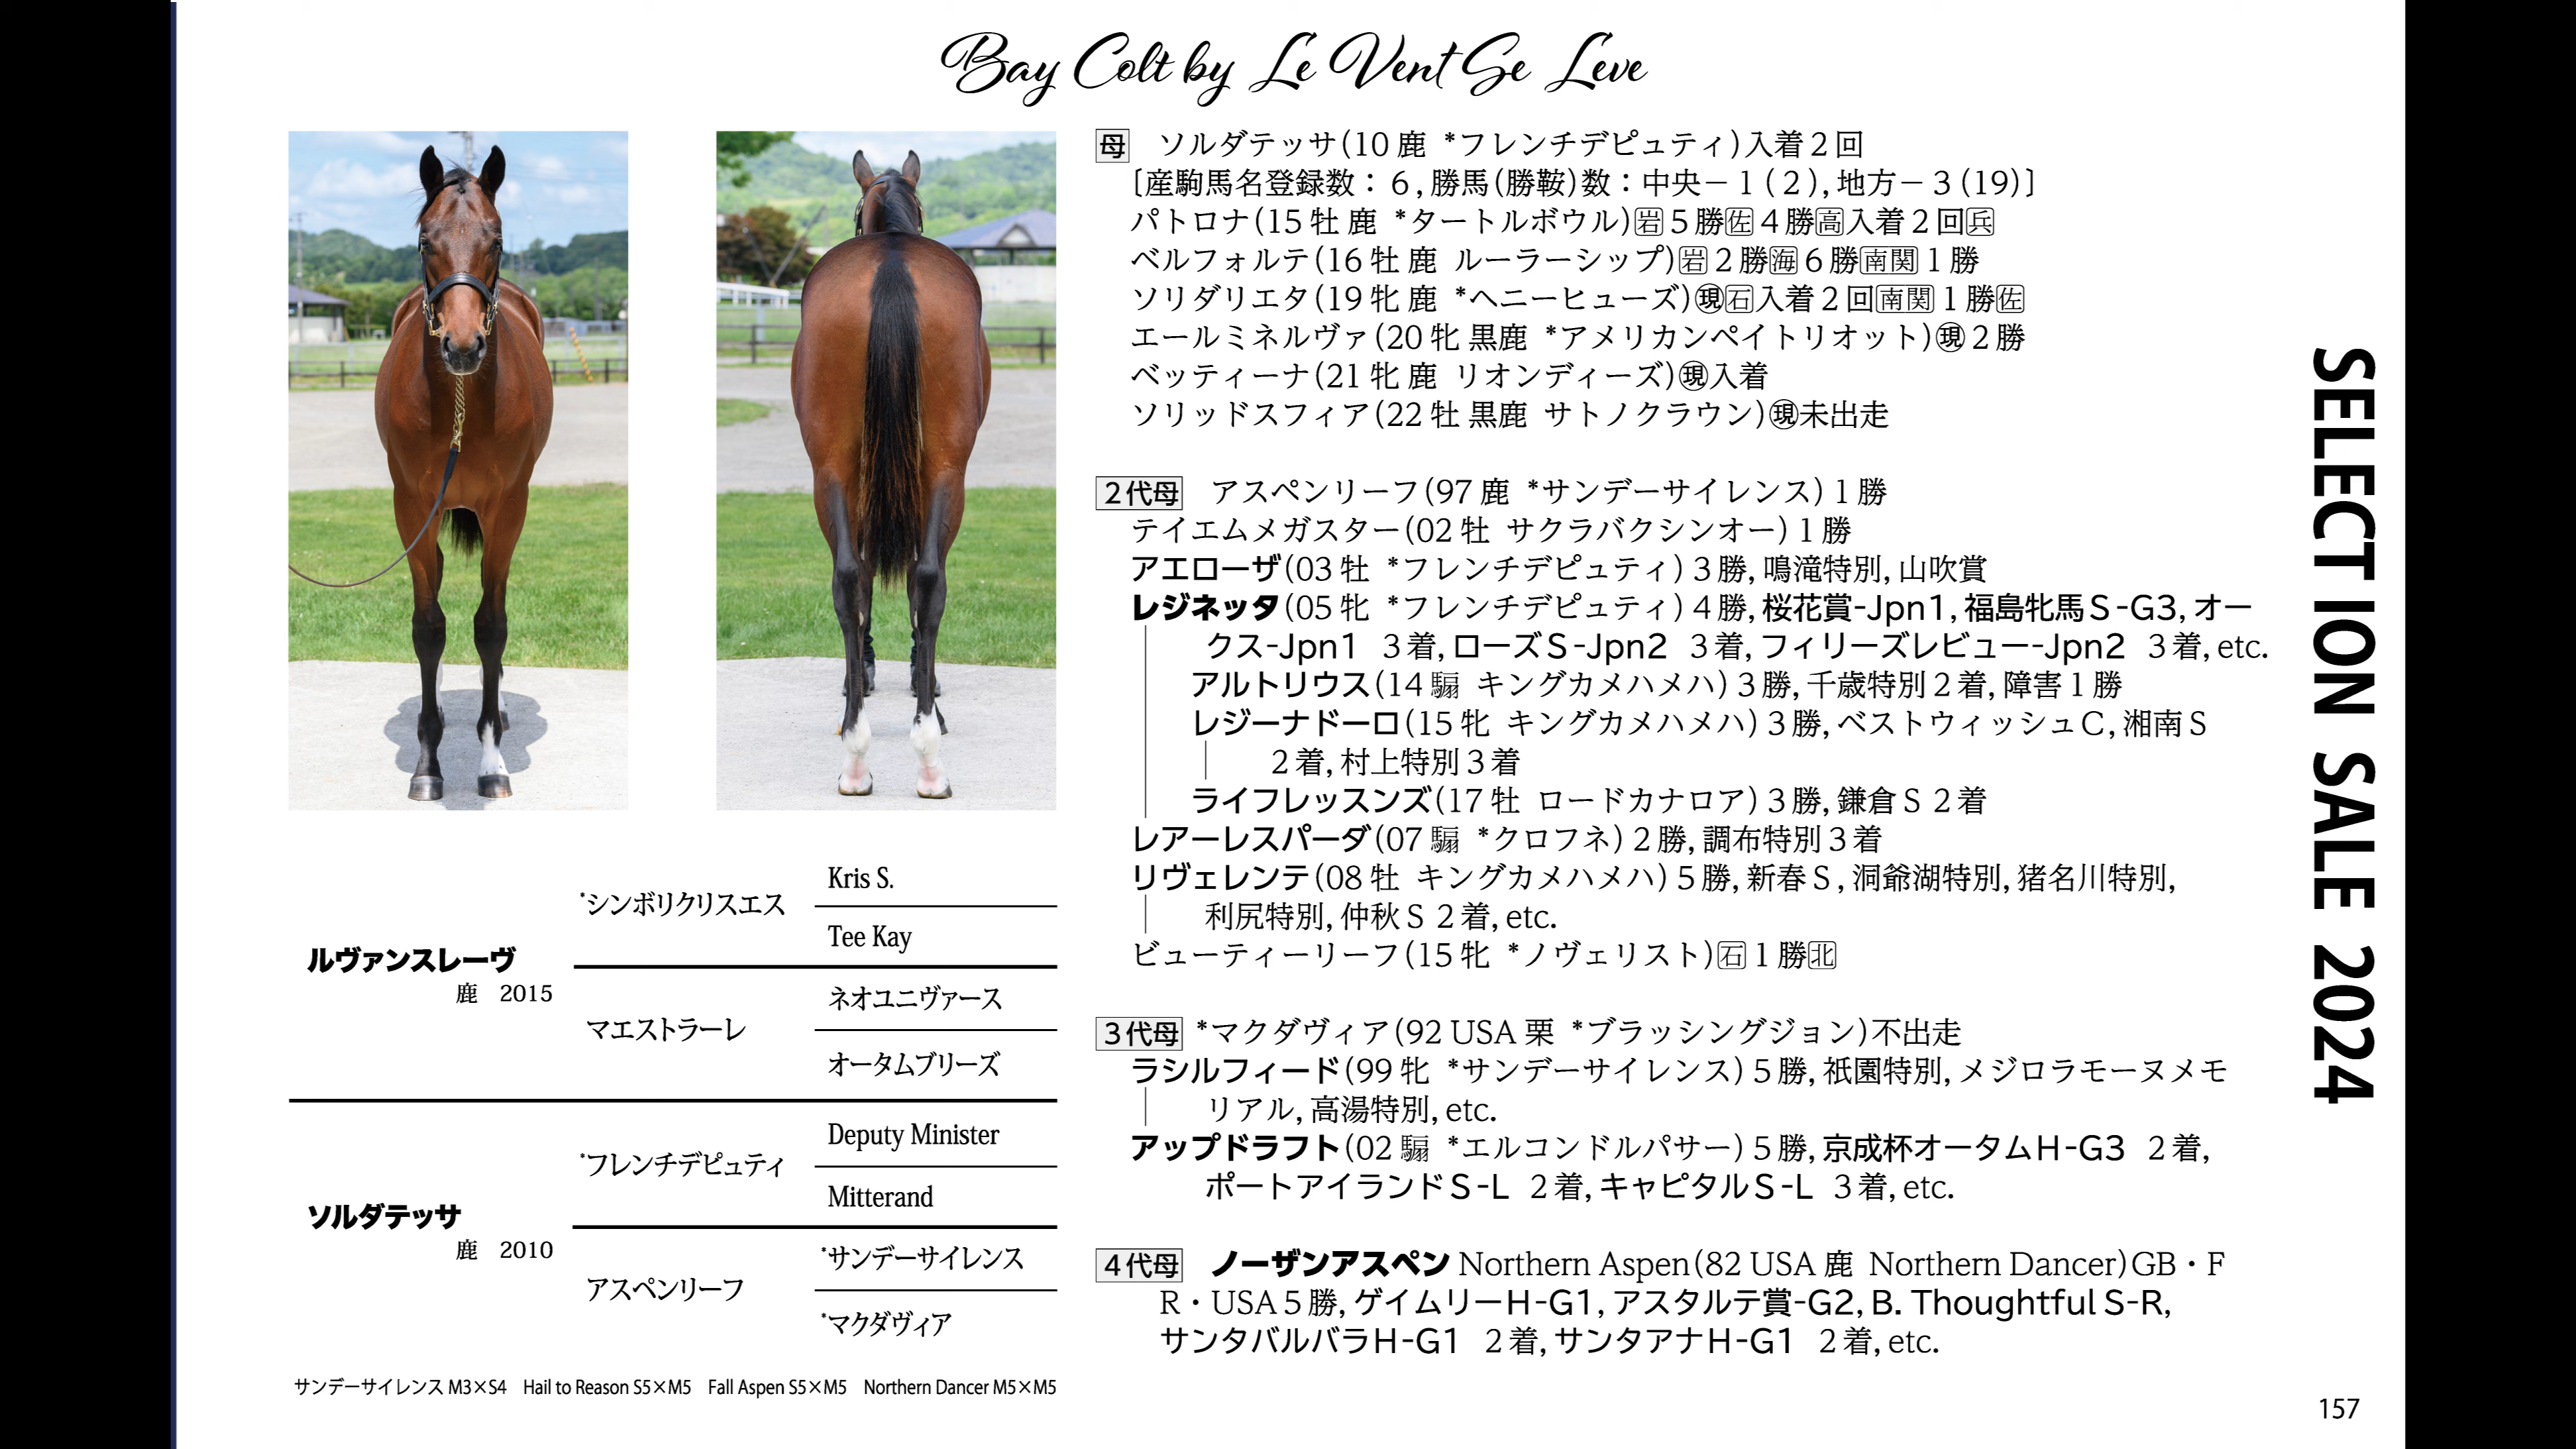 Bay Colt by Le Vent Se Leve
母 ソルダテッサ(10 鹿 *フレンチデピュティ)入着２回
〔産駒馬名登録数：６, 勝馬(勝鞍)数：中央－１(２), 地方－３(19)〕
パトロナ(15 牡 鹿 *タートルボウル)岩５勝佐４勝高入着２回兵
ベルフォルテ(16 牡 鹿 ルーラーシップ)岩２勝海６勝南関１勝
ソリダリエタ(19 牝 鹿 *ヘニーヒューズ)現石入着２回南関１勝佐
エールミネルヴァ(20 牝 黒鹿 *アメリカンペイトリオット)現２勝
ベッティーナ(21 牝 鹿 リオンディーズ)現入着
ソリッドスフィア(22 牡 黒鹿 サトノクラウン)現未出走
２代母 アスペンリーフ(97 鹿 *サンデーサイレンス)１勝
テイエムメガスター(02 牡 サクラバクシンオー)１勝
アエローザ(03 牡 *フレンチデピュティ)３勝, 鳴滝特別, 山吹賞
レジネッタ(05 牝 *フレンチデピュティ)４勝, 桜花賞-Jpn1, 福島牝馬Ｓ-G3, オー
クス-Jpn1 ３着, ローズＳ-Jpn2 ３着, フィリーズレビュー-Jpn2 ３着, etc.
アルトリウス(14 騸 キングカメハメハ)３勝, 千歳特別２着, 障害１勝
レジーナドーロ(15 牝 キングカメハメハ)３勝, ベストウィッシュＣ, 湘南Ｓ
２着, 村上特別３着
ライフレッスンズ(17 牡 ロードカナロア)３勝, 鎌倉Ｓ２着
レアーレスパーダ(07 騸 *クロフネ)２勝, 調布特別３着
リヴェレンテ(08 牡 キングカメハメハ)５勝, 新春Ｓ, 洞爺湖特別, 猪名川特別,
利尻特別, 仲秋Ｓ２着, etc.
ビューティーリーフ(15 牝 *ノヴェリスト)石１勝北
３代母 *マクダヴィア(92 USA 栗 *ブラッシングジョン)不出走
ラシルフィード(99 牝 *サンデーサイレンス)５勝, 祇園特別, メジロラモーヌメモ
リアル, 高湯特別, etc.
アップドラフト(02 騸 *エルコンドルパサー)５勝, 京成杯オータムＨ-G3 ２着,
ポートアイランドＳ-L ２着, キャピタルＳ-L ３着, etc.
４代母 ノーザンアスペン Northern Aspen(82 USA 鹿 Northern Dancer)GB・F
R・USA５勝, ゲイムリーＨ-G1, アスタルテ賞-G2, B. Thoughtful S-R,
サンタバルバラＨ-G1 ２着, サンタアナＨ-G1 ２着, etc.
ルヴァンスレーヴ
鹿 2015
*シンボリクリスエス
Kris S.
Tee Kay
マエストラーレ
ネオユニヴァース
オータムブリーズ
ソルダテッサ
鹿 2010
*フレンチデピュティ
Deputy Minister
Mitterand
アスペンリーフ
*サンデーサイレンス
*マクダヴィア
サンデーサイレンス M3×S4 Hail to Reason S5×M5 Fall Aspen S5×M5 Northern Dancer M5×M5
SELECTION SALE 2024
157